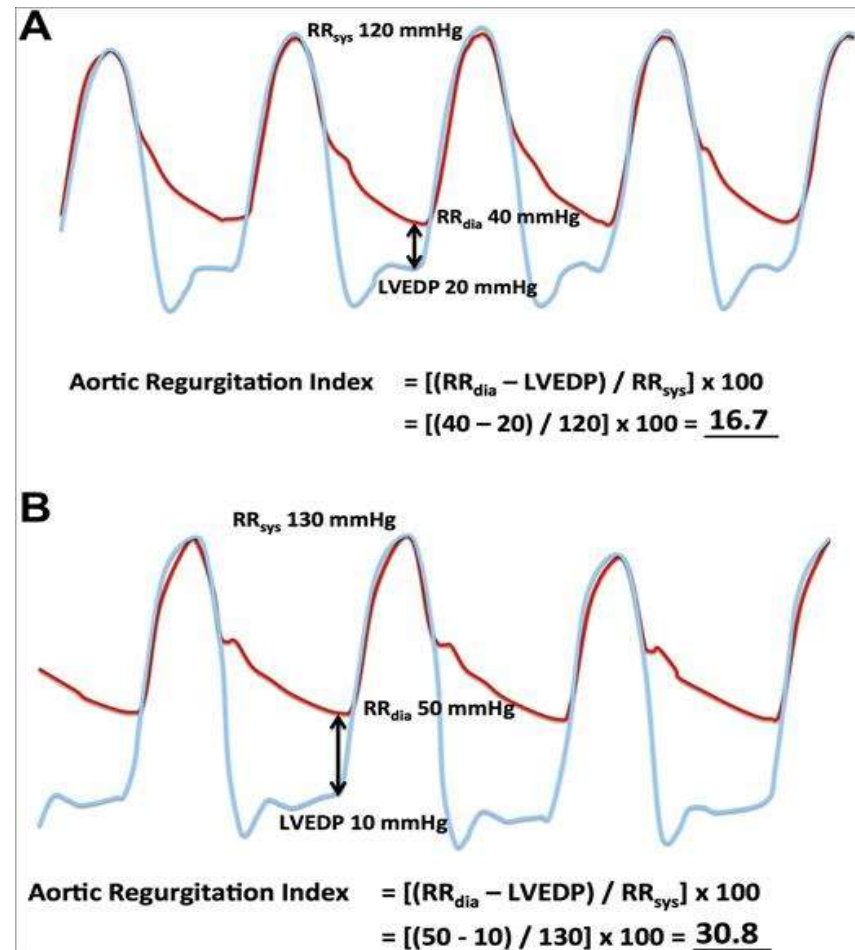 A
RRsys 120 mmHg
RRdia 40 mmHg
LVEDP 20 mmHg
Aortic Regurgitation Index = [(RRdia – LVEDP) / RRsys] x 100
= [(40 – 20) / 120] x 100 = 16.7
B
RRsys 130 mmHg
RRdia 50 mmHg
LVEDP 10 mmHg
Aortic Regurgitation Index = [(RRdia – LVEDP) / RRsys] x 100
= [(50 - 10) / 130] x 100 = 30.8